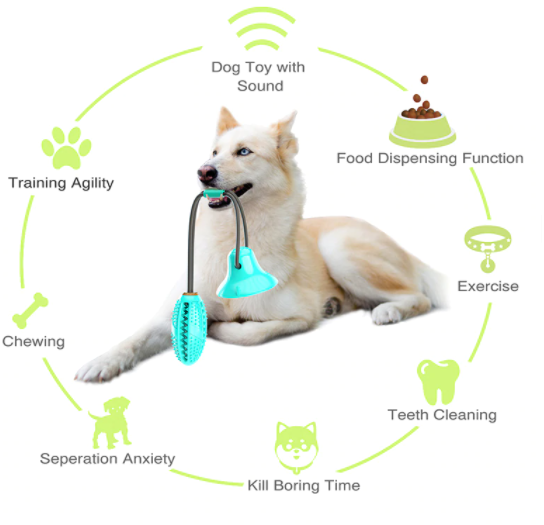 Dog Toy with
Sound
Food Dispensing Function
Training Agility
Exercise
Chewing
Teeth Cleaning
Seperation Anxiety
Kill Boring Time